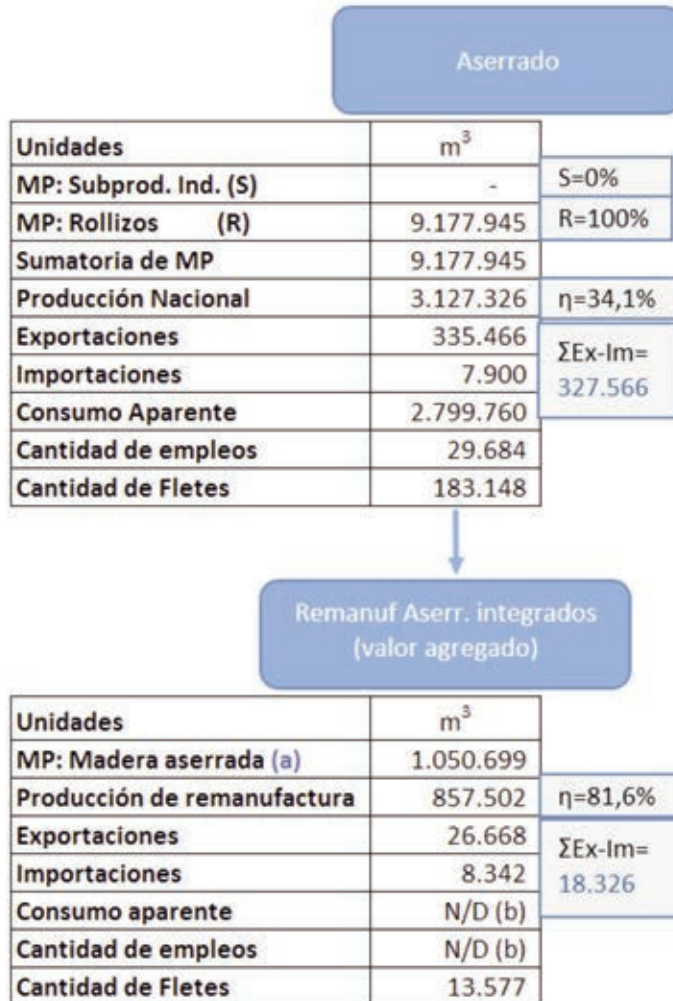 Aserrado
Unidades m³
MP: Subprod. Ind. (S) - S=0%
MP: Rollizos (R) 9.177.945 R=100%
Sumatoria de MP 9.177.945
Producción Nacional 3.127.326 η=34,1%
Exportaciones 335.466
ΣEx-Im=
Importaciones 7.900
327.566
Consumo Aparente 2.799.760
Cantidad de empleos 29.684
Cantidad de Fletes 183.148
Remanuf Aserr. integrados
(valor agregado)
Unidades m³
MP: Madera aserrada (a) 1.050.699
Producción de remanufactura 857.502 η=81,6%
Exportaciones 26.668
ΣEx-Im=
Importaciones 8.342
18.326
Consumo aparente N/D (b)
Cantidad de empleos N/D (b)
Cantidad de Fletes 13.577